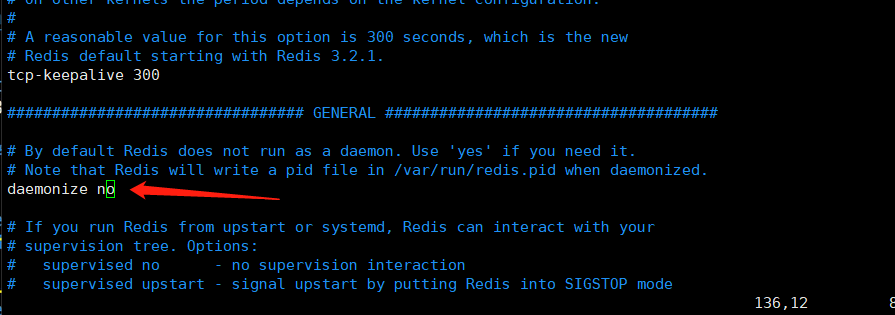 # On other kernels the period depends on the kernel configuration.
#
# A reasonable value for this option is 300 seconds, which is the new
# Redis default starting with Redis 3.2.1.
tcp-keepalive 300
################################# GENERAL #####################################
# By default Redis does not run as a daemon. Use 'yes' if you need it.
# Note that Redis will write a pid file in /var/run/redis.pid when daemonized.
daemonize no
# If you run Redis from upstart or systemd, Redis can interact with your
# supervision tree. Options:
#   supervised no      - no supervision interaction
#   supervised upstart - signal upstart by putting Redis into SIGSTOP mode
136,12 8